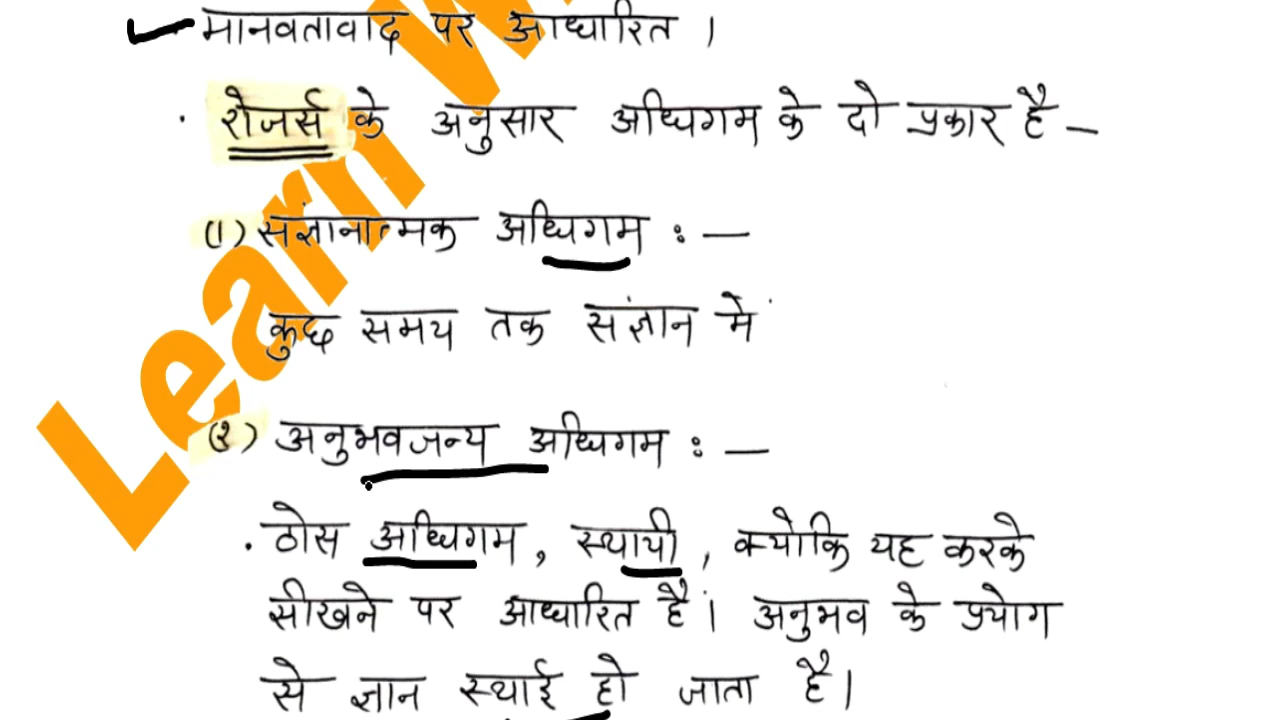 मानवतावाद पर आधारित ।
रोजर्स के अनुसार अधिगम के दो प्रकार है –
(1) संज्ञानात्मक अधिगम : —
कुछ समय तक संज्ञान में
(२) अनुभवजन्य अधिगम : —
. ठोस अधिगम , स्थायी , क्योकि यह करके
सीखने पर आधारित है। अनुभव के प्रयोग
से ज्ञान स्थाई हो जाता है।
Learn